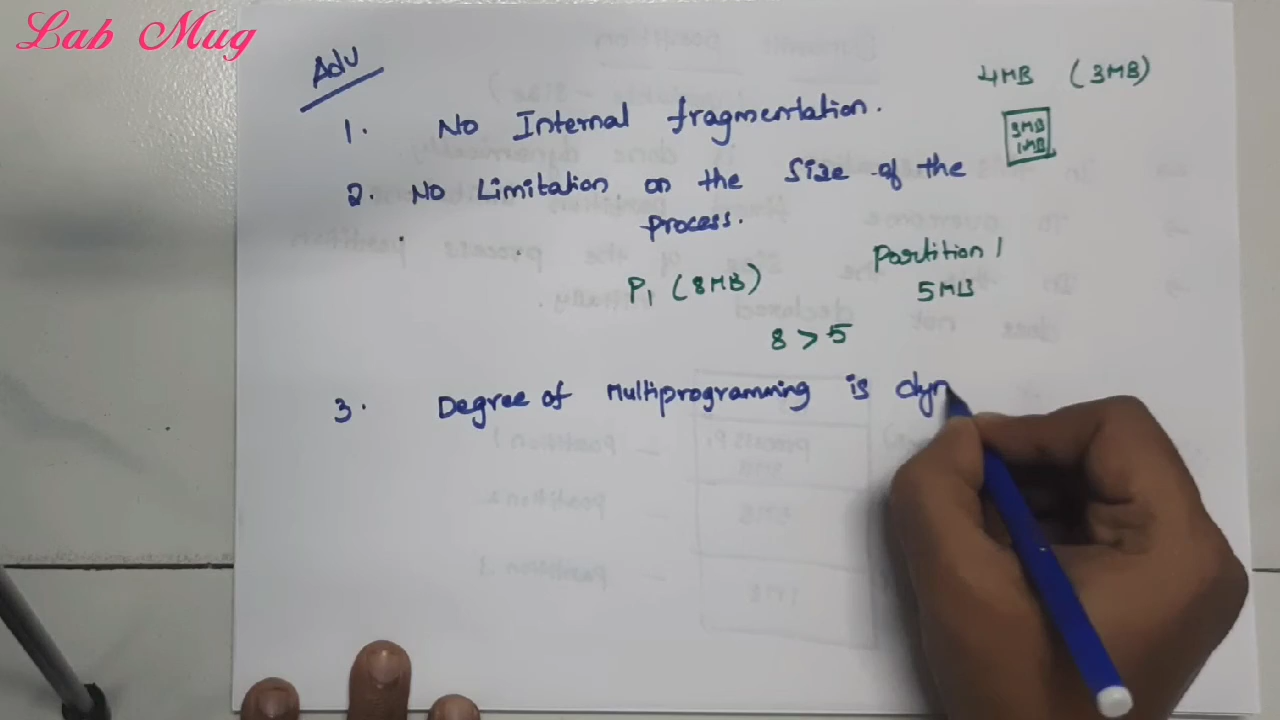 Lab Mug
Adv
4MB (3MB)
1. No Internal fragmentation.
3MB
1MB
2. No Limitation on the Size of the
process.
Partition 1
P1 (8MB)
5MB
8 > 5
3. Degree of Multiprogramming is dyn